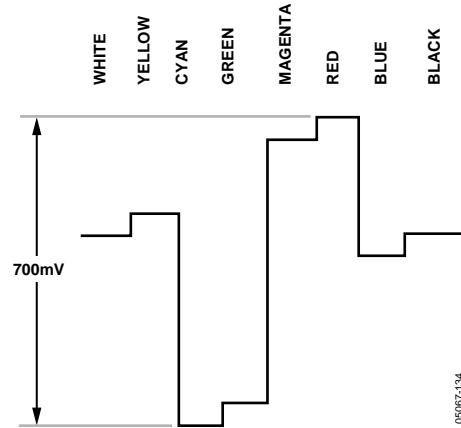 WHITE
YELLOW
CYAN
GREEN
MAGENTA
RED
BLUE
BLACK
700mV
05067-134